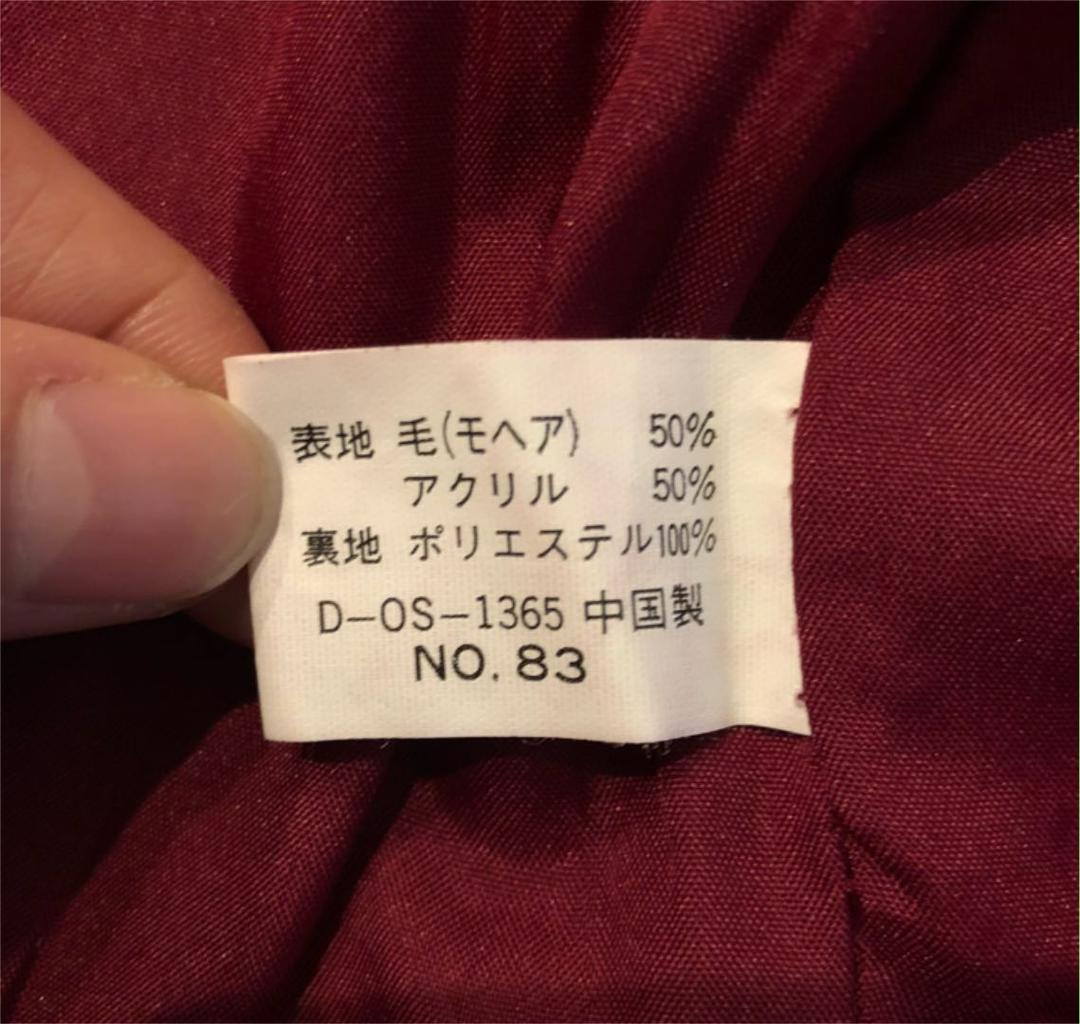 表地 毛(モヘア) 50%
アクリル 50%
裏地 ポリエステル100%
D-OS-1365 中国製
NO. 83